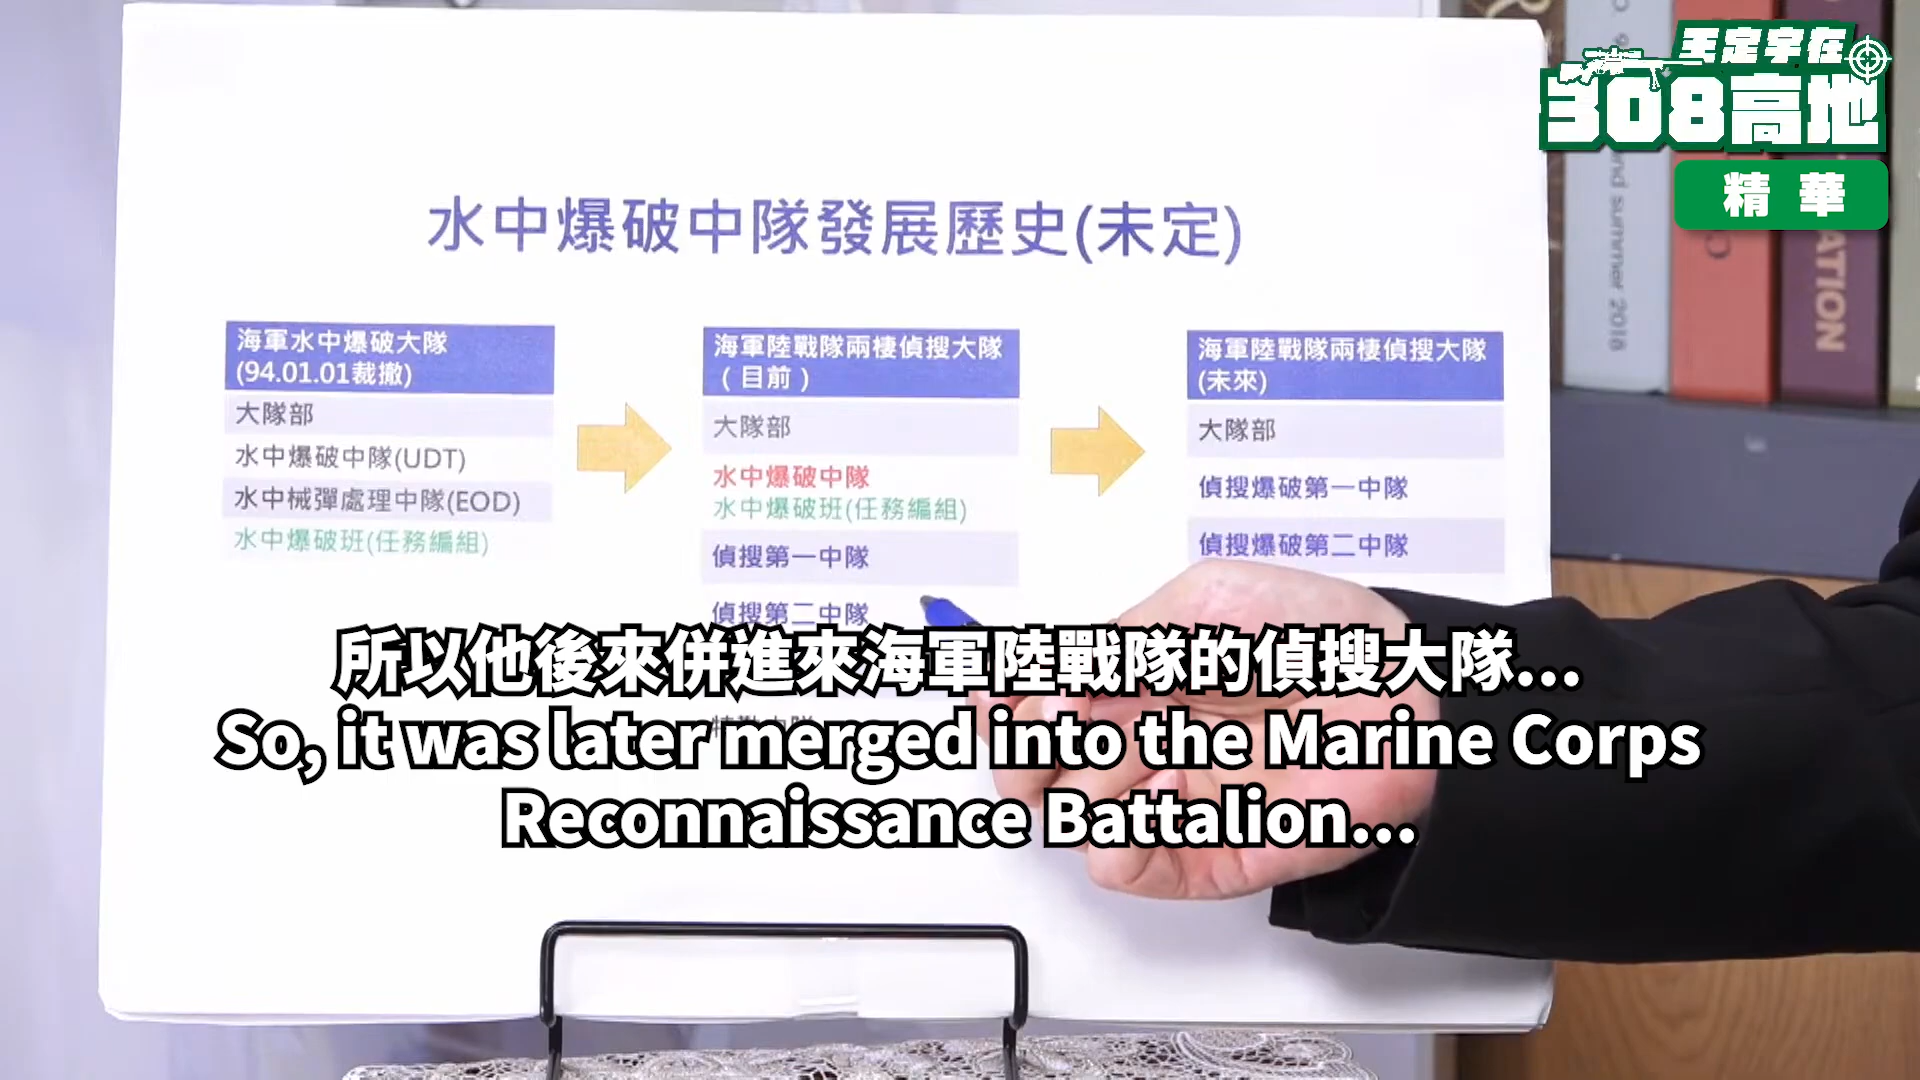 王定宇在
308高地
精華
nd summer 2018
ATION
水中爆破中隊發展歷史(未定)
海軍水中爆破大隊
(94.01.01裁撤)
大隊部
水中爆破中隊(UDT)
水中械彈處理中隊(EOD)
水中爆破班(任務編組)
海軍陸戰隊兩棲偵搜大隊
(目前)
大隊部
水中爆破中隊
水中爆破班(任務編組)
偵搜第一中隊
偵搜第二中隊
海軍陸戰隊兩棲偵搜大隊
(未來)
大隊部
偵搜爆破第一中隊
偵搜爆破第二中隊
所以他後來併進來海軍陸戰隊的偵搜大隊...
So, it was later merged into the Marine Corps
Reconnaissance Battalion...